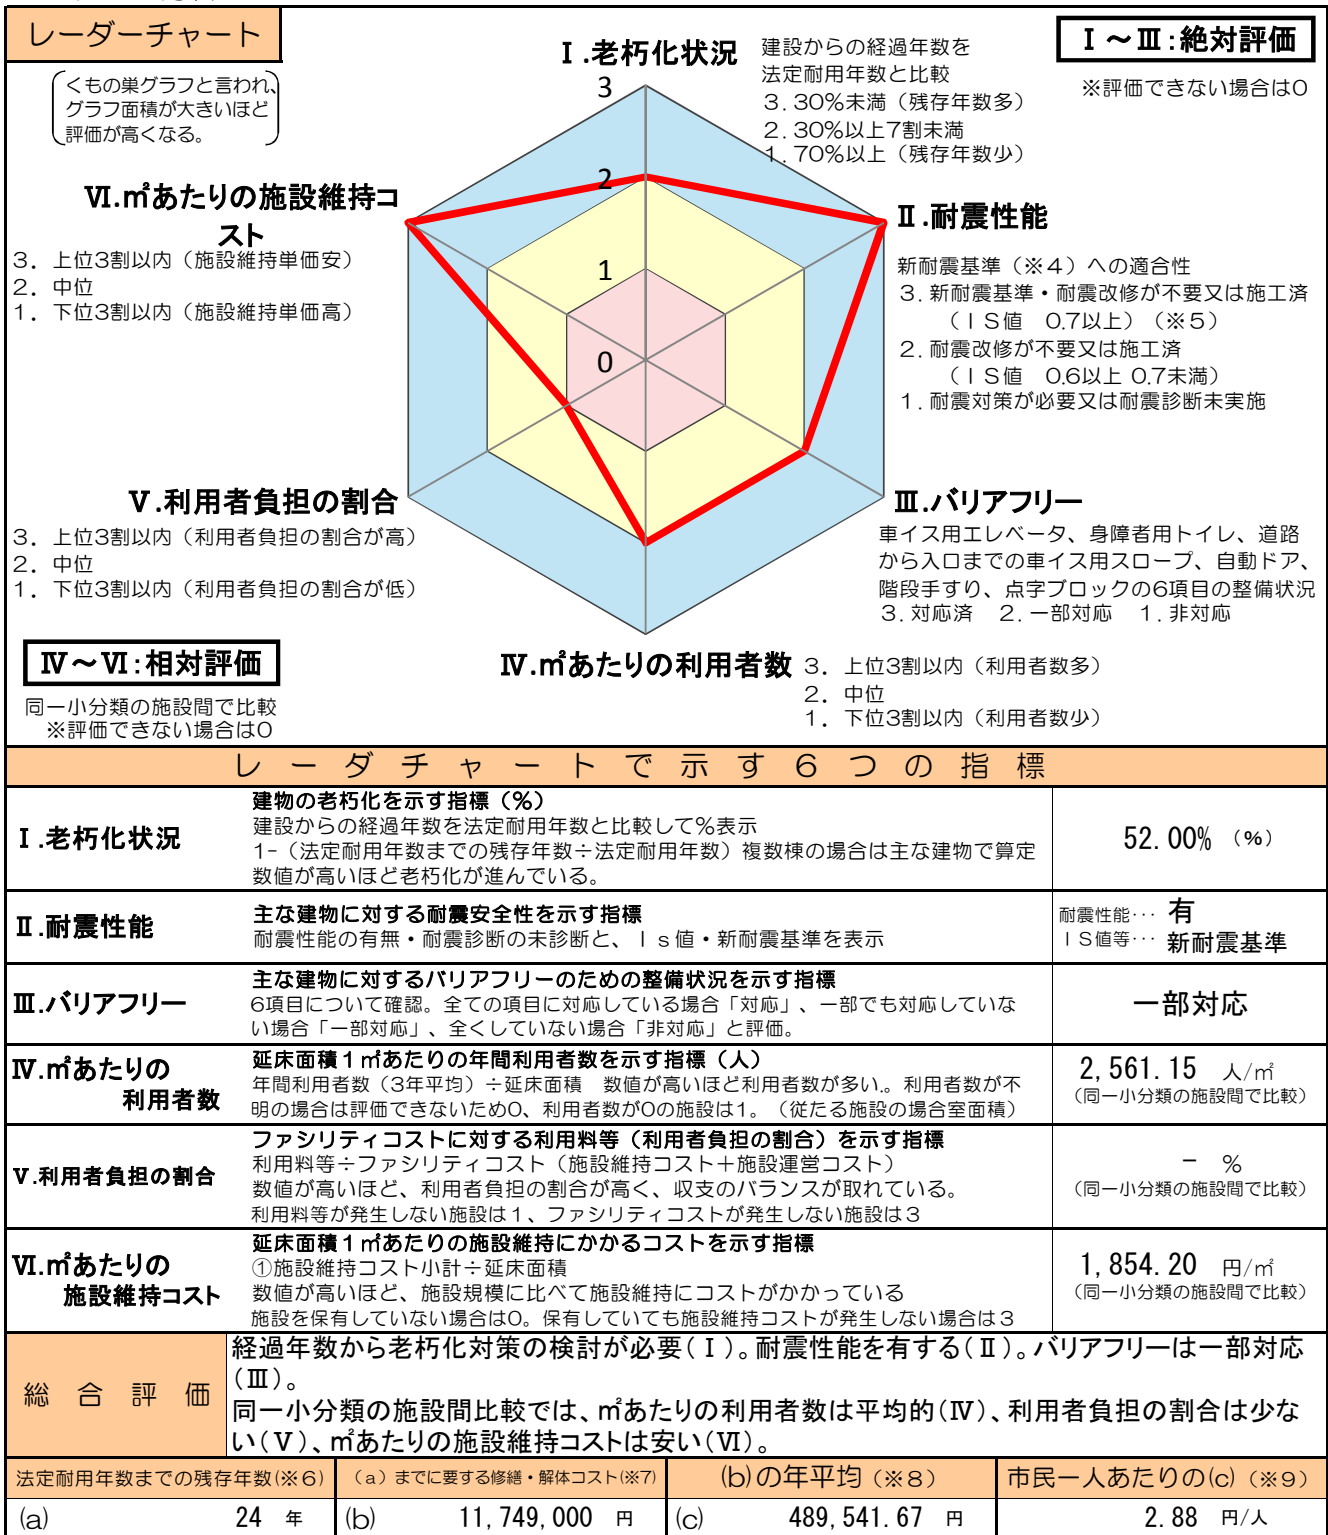 レーダーチャート
くもの巣グラフと言われ、
グラフ面積が大きいほど
評価が高くなる。
Ⅰ.老朽化状況
建設からの経過年数を
法定耐用年数と比較
3.30%未満(残存年数多)
2.30%以上7割未満
1.70%以上(残存年数少)
Ⅰ～Ⅲ:絶対評価
※評価できない場合は0
3
2
1
0
Ⅵ.㎡あたりの施設維持コ
スト
3. 上位3割以内(施設維持単価安)
2. 中位
1. 下位3割以内(施設維持単価高)
Ⅱ.耐震性能
新耐震基準(※4)への適合性
3.新耐震基準・耐震改修が不要又は施工済
(IS値 0.7以上)(※5)
2.耐震改修が不要又は施工済
(IS値 0.6以上 0.7未満)
1.耐震対策が必要又は耐震診断未実施
Ⅴ.利用者負担の割合
3. 上位3割以内(利用者負担の割合が高)
2. 中位
1. 下位3割以内(利用者負担の割合が低)
Ⅲ.バリアフリー
車イス用エレベータ、身障者用トイレ、道路
から入口までの車イス用スロープ、自動ドア、
階段手すり、点字ブロックの6項目の整備状況
3.対応済 2.一部対応 1.非対応
Ⅳ～Ⅵ:相対評価
同一小分類の施設間で比較
※評価できない場合は0
Ⅳ.㎡あたりの利用者数
3. 上位3割以内(利用者数多)
2. 中位
1. 下位3割以内(利用者数少)
レーダチャートで示す6つの指標
Ⅰ.老朽化状況
建物の老朽化を示す指標(%)
建設からの経過年数を法定耐用年数と比較して%表示
1-(法定耐用年数までの残存年数÷法定耐用年数)複数棟の場合は主な建物で算定
数値が高いほど老朽化が進んでいる。
52.00% (%)
Ⅱ.耐震性能
主な建物に対する耐震安全性を示す指標
耐震性能の有無・耐震診断の未診断と、Is値・新耐震基準を表示
耐震性能… 有
IS値等… 新耐震基準
Ⅲ.バリアフリー
主な建物に対するバリアフリーのための整備状況を示す指標
6項目について確認。全ての項目に対応している場合「対応」、一部でも対応していな
い場合「一部対応」、全くしていない場合「非対応」と評価。
一部対応
Ⅳ.㎡あたりの
利用者数
延床面積1㎡あたりの年間利用者数を示す指標(人)
年間利用者数(3年平均)÷延床面積 数値が高いほど利用者数が多い。利用者数が不
明の場合は評価できないため0、利用者数が0の施設は1。(従たる施設の場合室面積)
2,561.15 人/㎡
(同一小分類の施設間で比較)
Ⅴ.利用者負担の割合
ファシリティコストに対する利用料等(利用者負担の割合)を示す指標
利用料等÷ファシリティコスト(施設維持コスト+施設運営コスト)
数値が高いほど、利用者負担の割合が高く、収支のバランスが取れている。
利用料等が発生しない施設は1、ファシリティコストが発生しない施設は3
- %
(同一小分類の施設間で比較)
Ⅵ.㎡あたりの
施設維持コスト
延床面積1㎡あたりの施設維持にかかるコストを示す指標
①施設維持コスト小計÷延床面積
数値が高いほど、施設規模に比べて施設維持にコストがかかっている
施設を保有していない場合は0。保有していても施設維持コストが発生しない場合は3
1,854.20 円/㎡
(同一小分類の施設間で比較)
総合評価
経過年数から老朽化対策の検討が必要(Ⅰ)。耐震性能を有する(Ⅱ)。バリアフリーは一部対応
(Ⅲ)。
同一小分類の施設間比較では、㎡あたりの利用者数は平均的(Ⅳ)、利用者負担の割合は少な
い(Ⅴ)、㎡あたりの施設維持コストは安い(Ⅵ)。
法定耐用年数までの残存年数(※6)
(a)までに要する修繕・解体コスト(※7)
(b)の年平均(※8)
市民一人あたりの(c)(※9)
(a) 24 年
(b) 11,749,000 円
(c) 489,541.67 円
2.88 円/人